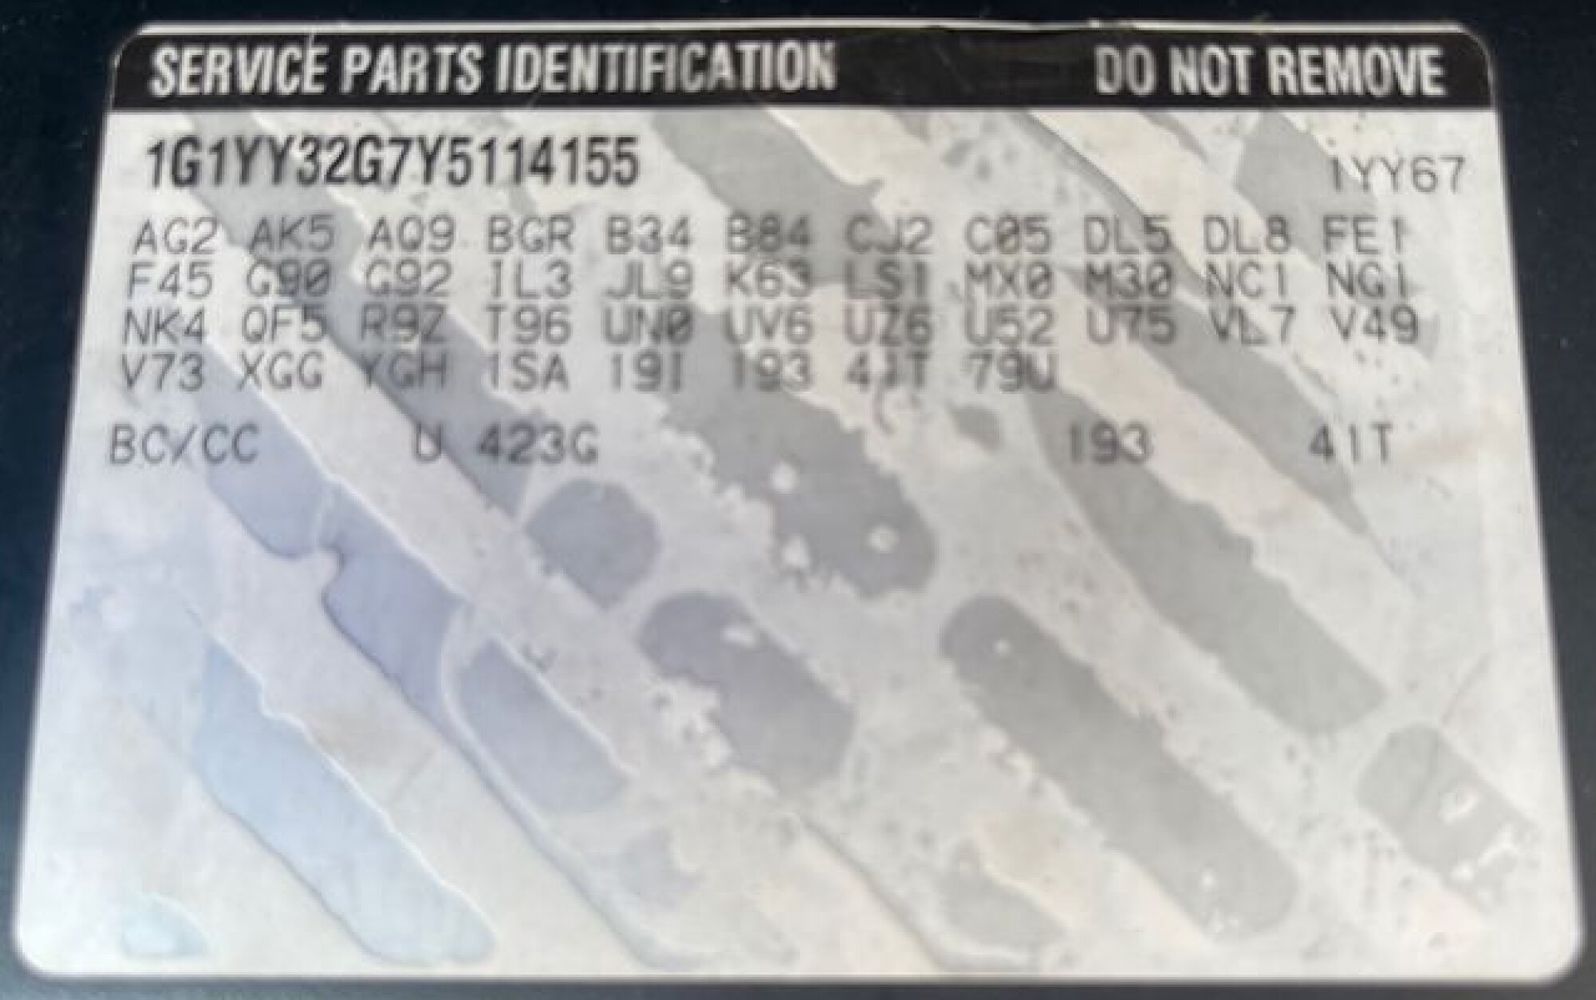 SERVICE PARTS IDENTIFICATION DO NOT REMOVE
1G1YY32G7Y5114155 1YY67
AG2 AK5 AQ9 BGR B34 B84 CJ2 C05 DL5 DL8 FE1
F45 G90 G92 IL3 JL9 K63 LS1 MX0 M30 NC1 NG1
NK4 QF5 R9Z T96 UN0 UV6 UZ6 U52 U75 VL7 V49
V73 XGG YGH 1SA 19I 193 41T 79U
BC/CC U 423G 193 41T